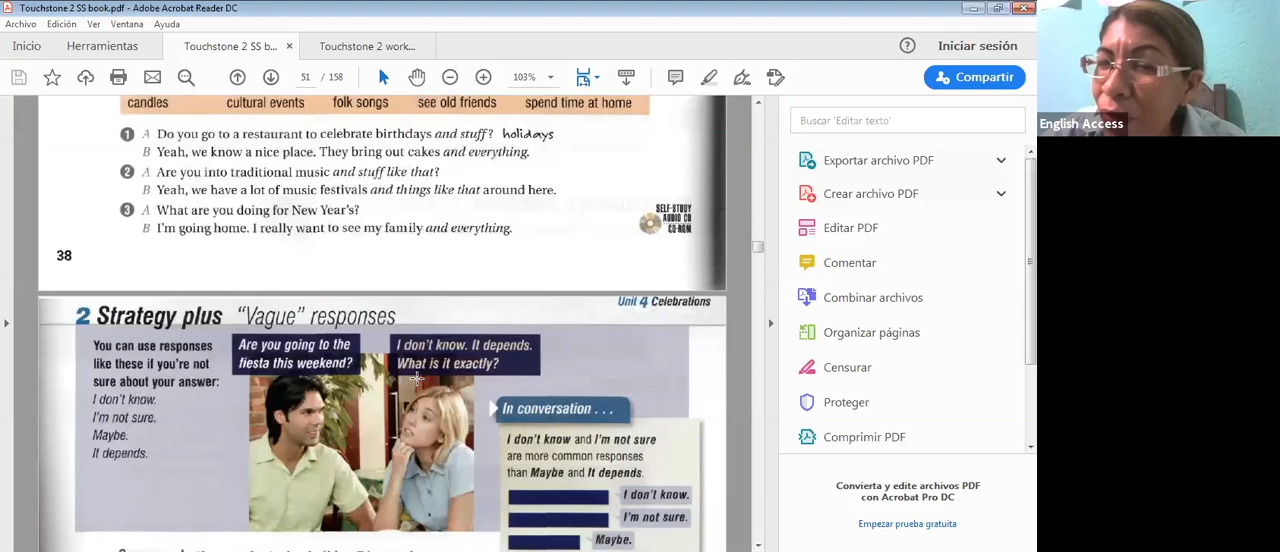 Touchstone 2 SS book.pdf - Adobe Acrobat Reader DC
Archivo Edición Ver Ventana Ayuda
Inicio Herramientas Touchstone 2 SS b... × Touchstone 2 work... Iniciar sesión
51 / 158 103% Compartir
candles cultural events folk songs see old friends spend time at home
1 A Do you go to a restaurant to celebrate birthdays and stuff? holidays
B Yeah, we know a nice place. They bring out cakes and everything.
2 A Are you into traditional music and stuff like that?
B Yeah, we have a lot of music festivals and things like that around here.
3 A What are you doing for New Year's?
B I'm going home. I really want to see my family and everything.
SELF-STUDY
AUDIO CD
CD-ROM
38
Unit 4 Celebrations
2 Strategy plus "Vague" responses
You can use responses
like these if you're not
sure about your answer:
I don't know.
I'm not sure.
Maybe.
It depends.
Are you going to the
fiesta this weekend?
I don't know. It depends.
What is it exactly?
In conversation . . .
I don't know and I'm not sure
are more common responses
than Maybe and It depends.
I don't know.
I'm not sure.
Maybe.
Buscar 'Editar texto'
Exportar archivo PDF
Crear archivo PDF
Editar PDF
Comentar
Combinar archivos
Organizar páginas
Censurar
Proteger
Comprimir PDF
Convierta y edite archivos PDF
con Acrobat Pro DC
Empezar prueba gratuita
English Access